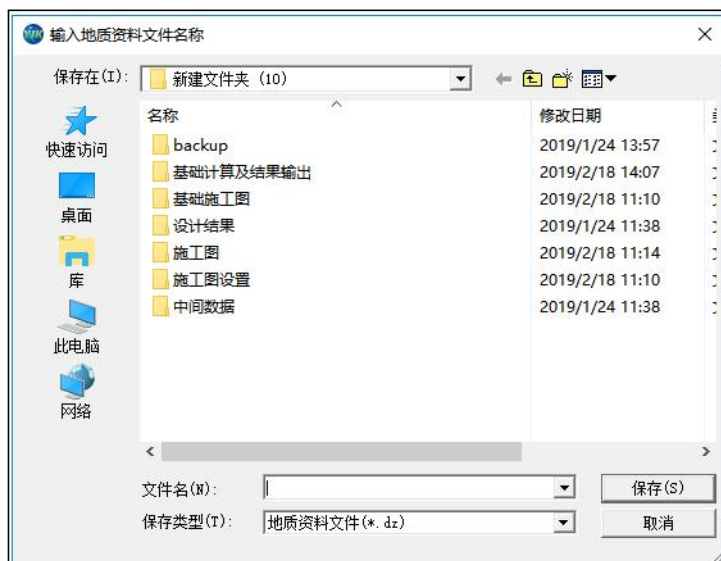 YJK 输入地质资料文件名称
保存在(I): 新建文件夹 (10)
名称 修改日期
快速访问
桌面
库
此电脑
网络
backup 2019/1/24 13:57
基础计算及结果输出 2019/2/18 14:07
基础施工图 2019/2/18 11:10
设计结果 2019/1/24 11:38
施工图 2019/2/18 11:14
施工图设置 2019/2/18 11:10
中间数据 2019/1/24 11:38
文件名(N): 保存(S)
保存类型(T): 地质资料文件(*.dz) 取消